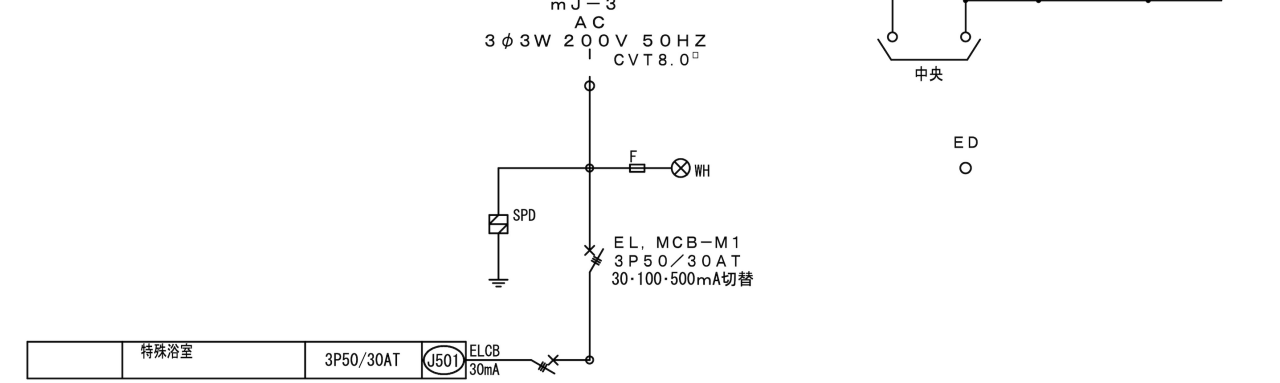 mJ-3
AC
3φ3W 200V 50HZ
CVT8.0□
中央
ED
F
WH
SPD
EL, MCB-M1
3P50/30AT
30・100・500mA切替
特殊浴室
3P50/30AT
J501
ELCB
30mA